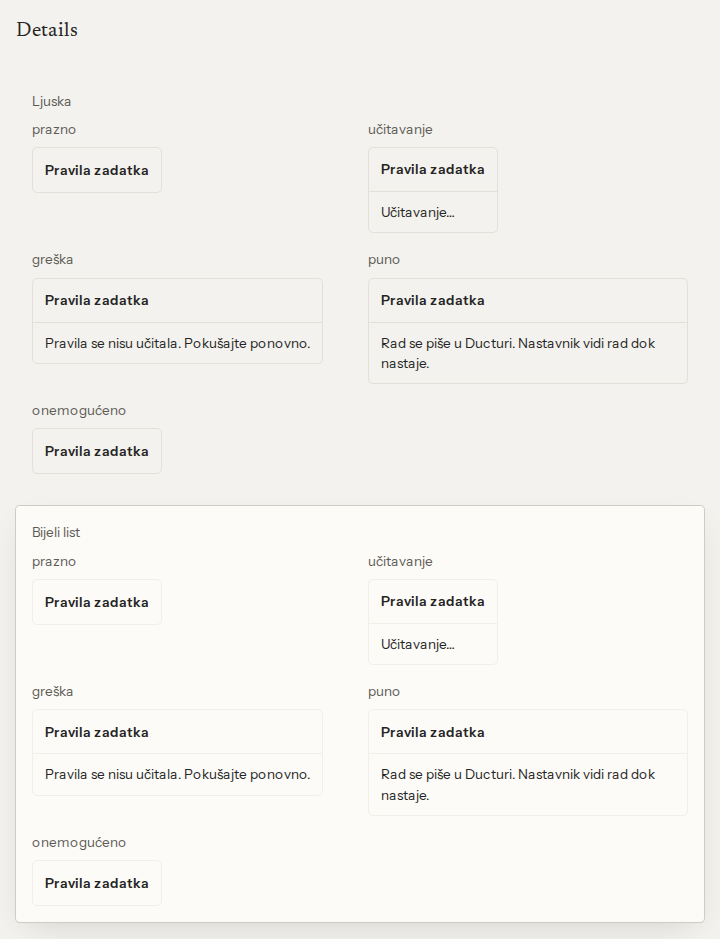 Details
Ljuska
prazno
učitavanje
Pravila zadatka
Pravila zadatka
Učitavanje…
greška
puno
Pravila zadatka
Pravila zadatka
Pravila se nisu učitala. Pokušajte ponovno.
Rad se piše u Ducturi. Nastavnik vidi rad dok
nastaje.
onemogućeno
Pravila zadatka
Bijeli list
prazno
učitavanje
Pravila zadatka
Pravila zadatka
Učitavanje…
greška
puno
Pravila zadatka
Pravila zadatka
Pravila se nisu učitala. Pokušajte ponovno.
Rad se piše u Ducturi. Nastavnik vidi rad dok
nastaje.
onemogućeno
Pravila zadatka